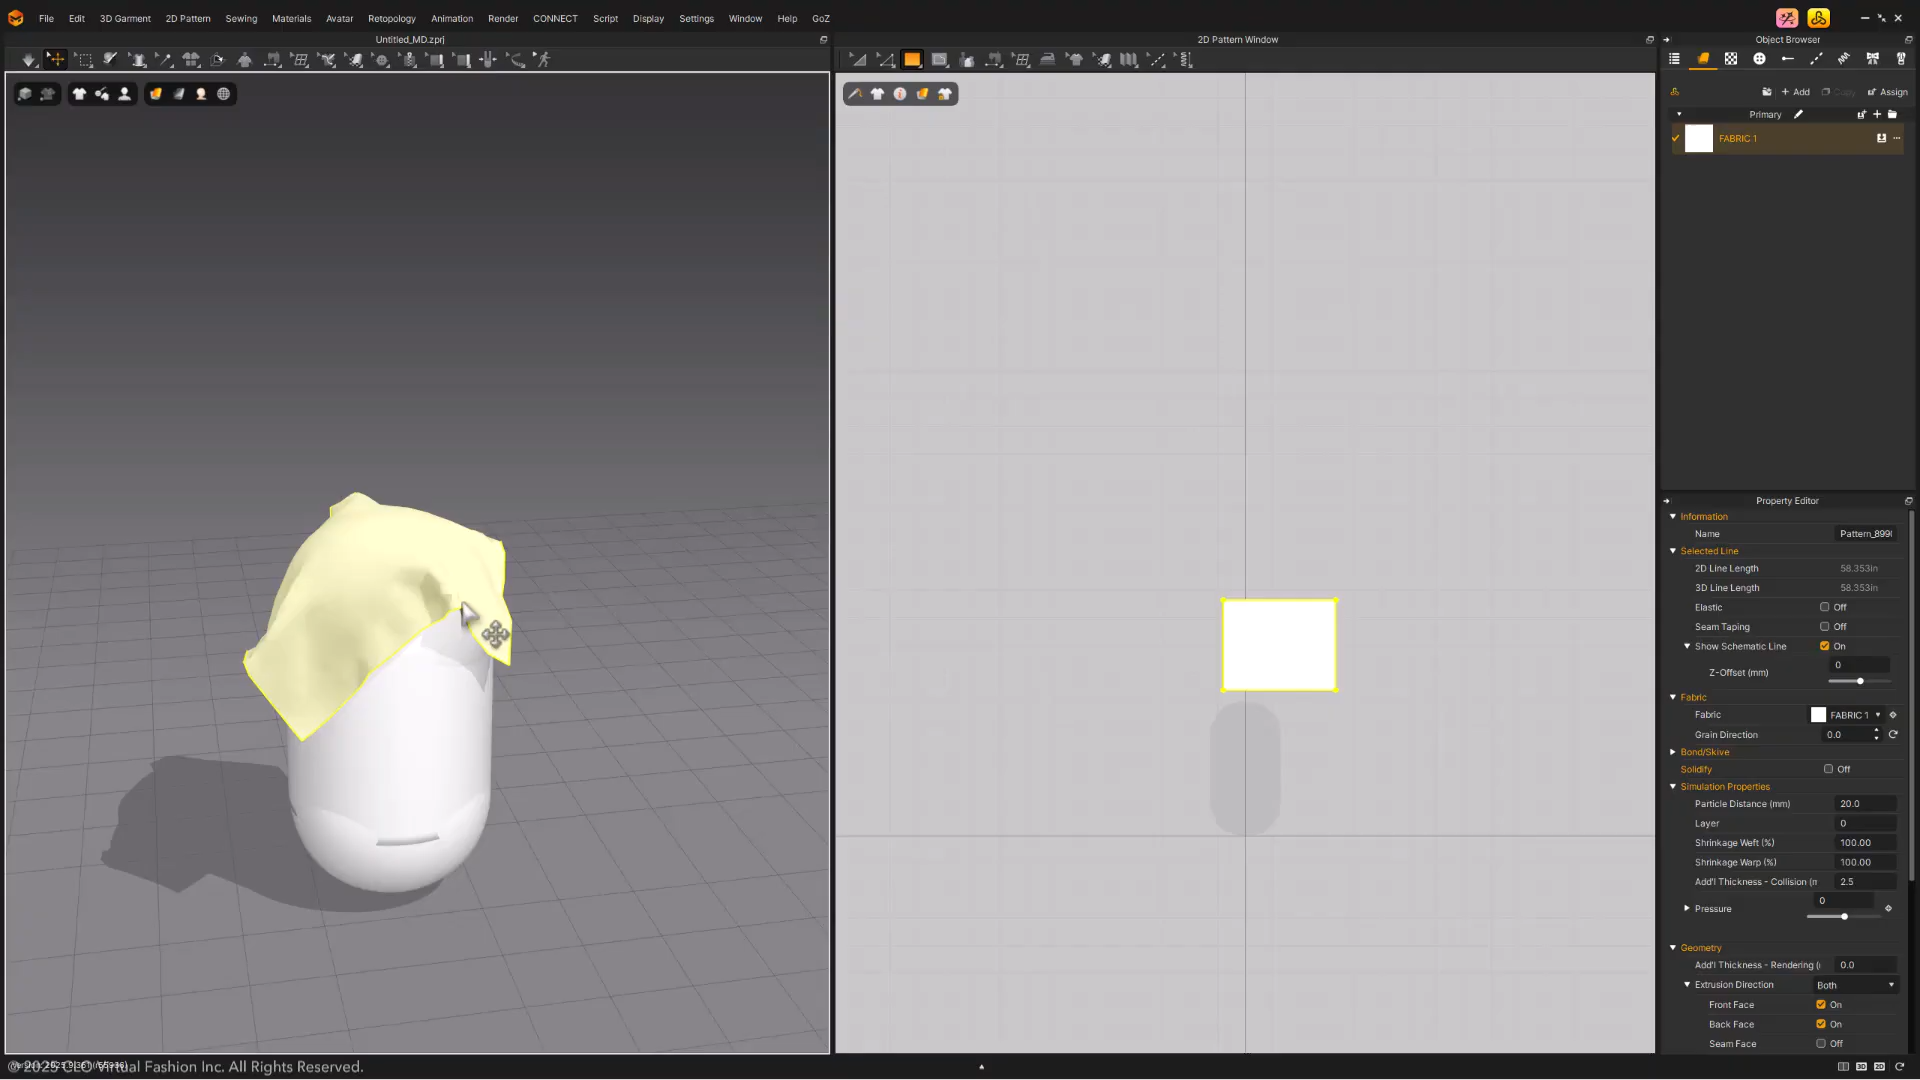 File Edit 3D Garment 2D Pattern Sewing Materials Avatar Retopology Animation Render CONNECT Script Display Settings Window Help GoZ
Untitled_MD.zprj
2D Pattern Window
Object Browser
+ Add Copy Assign
Primary
FABRIC 1
Property Editor
Information
Name Pattern_899(
Selected Line
2D Line Length 58.353in
3D Line Length 58.353in
Elastic Off
Seam Taping Off
Show Schematic Line On
Z-Offset (mm) 0
Fabric
Fabric FABRIC 1
Grain Direction 0.0
Bond/Skive
Solidify Off
Simulation Properties
Particle Distance (mm) 20.0
Layer 0
Shrinkage Weft (%) 100.00
Shrinkage Warp (%) 100.00
Add'l Thickness - Collision (m 2.5
Pressure 0
Geometry
Add'l Thickness - Rendering ( 0.0
Extrusion Direction Both
Front Face On
Back Face On
Seam Face Off
CLO Virtual Fashion Inc. All Rights Reserved.
3D 2D